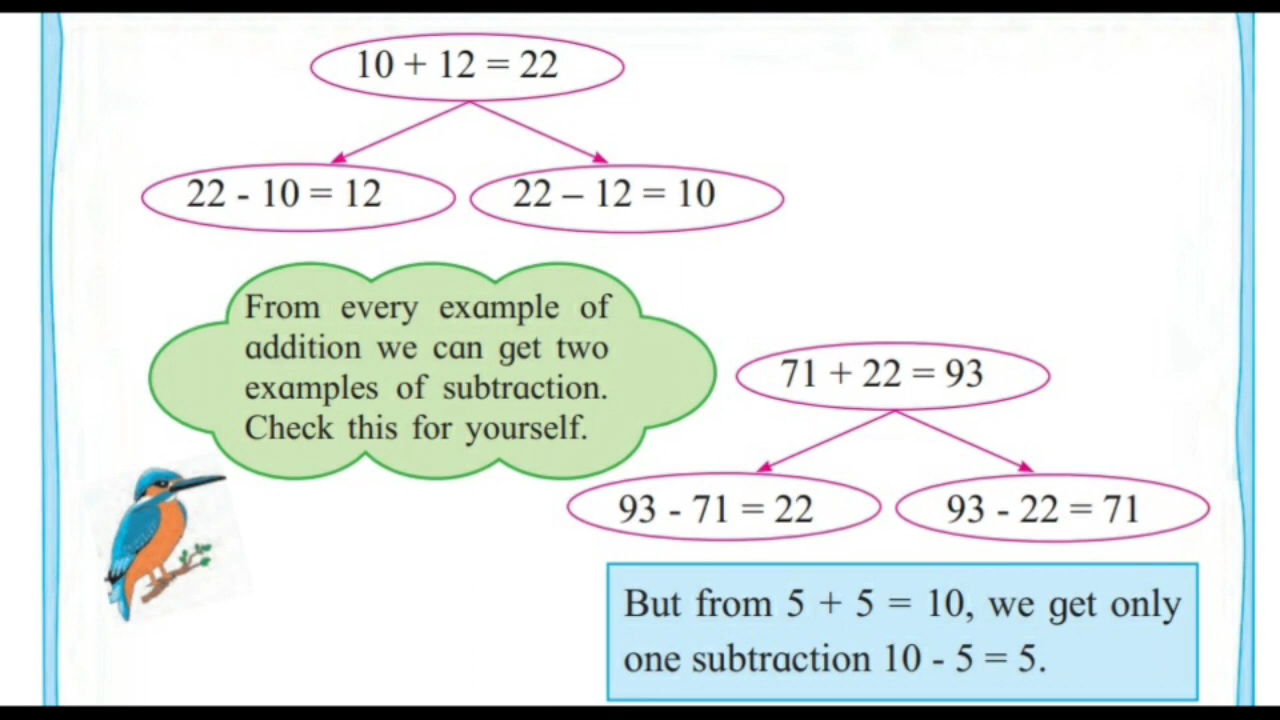 10 + 12 = 22
22 - 10 = 12
22 – 12 = 10
From every example of
addition we can get two
examples of subtraction.
Check this for yourself.
71 + 22 = 93
93 - 71 = 22
93 - 22 = 71
But from 5 + 5 = 10, we get only
one subtraction 10 - 5 = 5.